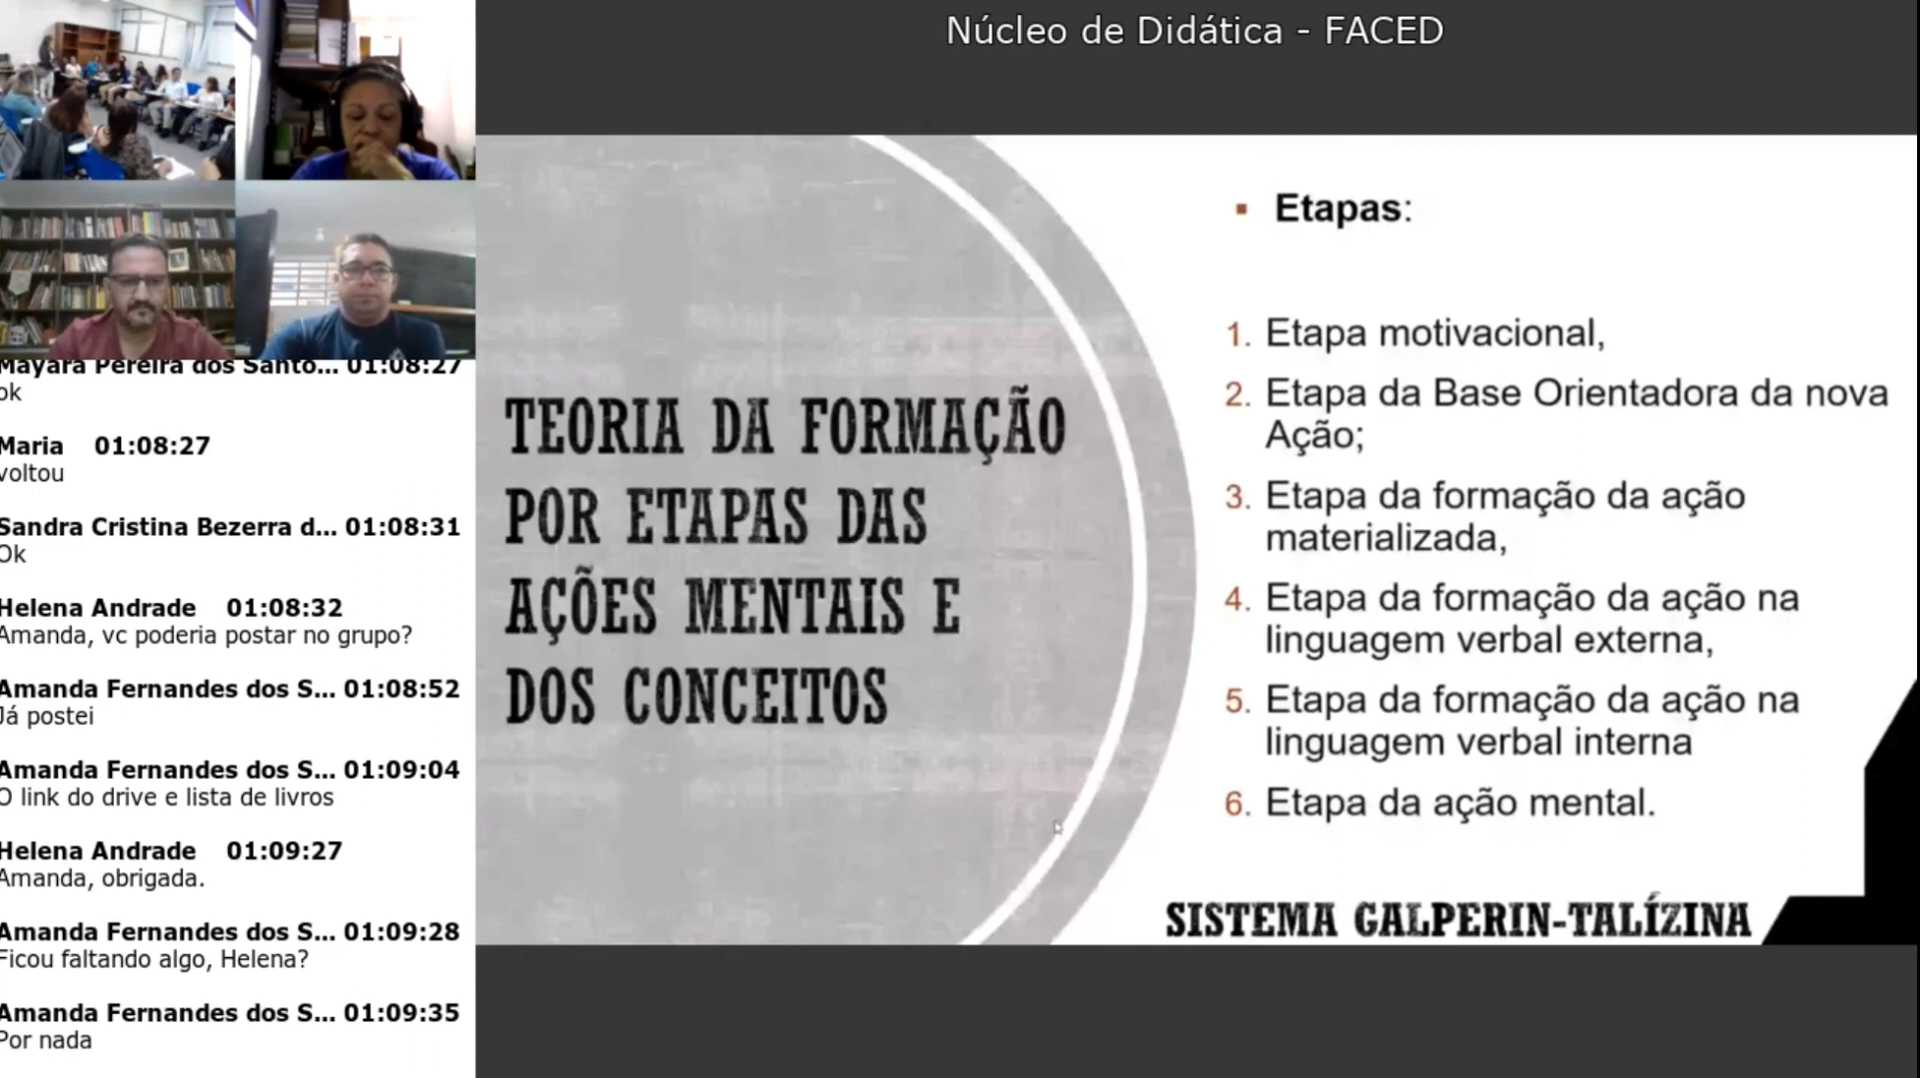 Núcleo de Didática - FACED
Mayara Pereira dos Santo... 01:08:27
ok
Maria 01:08:27
voltou
Sandra Cristina Bezerra d... 01:08:31
Ok
Helena Andrade 01:08:32
Amanda, vc poderia postar no grupo?
Amanda Fernandes dos S... 01:08:52
Já postei
Amanda Fernandes dos S... 01:09:04
O link do drive e lista de livros
Helena Andrade 01:09:27
Amanda, obrigada.
Amanda Fernandes dos S... 01:09:28
Ficou faltando algo, Helena?
Amanda Fernandes dos S... 01:09:35
Por nada
TEORIA DA FORMAÇÃO
POR ETAPAS DAS
AÇÕES MENTAIS E
DOS CONCEITOS
▪ Etapas:
1. Etapa motivacional,
2. Etapa da Base Orientadora da nova
Ação;
3. Etapa da formação da ação
materializada,
4. Etapa da formação da ação na
linguagem verbal externa,
5. Etapa da formação da ação na
linguagem verbal interna
6. Etapa da ação mental.
SISTEMA GALPERIN-TALÍZINA